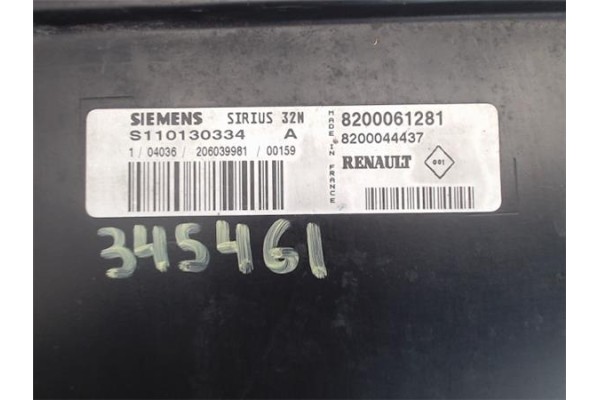 SIEMENS SIRIUS 32N
S110130334 A
1 / 04036 / 206039981 / 00159
MADE IN FRANCE
8200061281
8200044437
RENAULT 001
345461